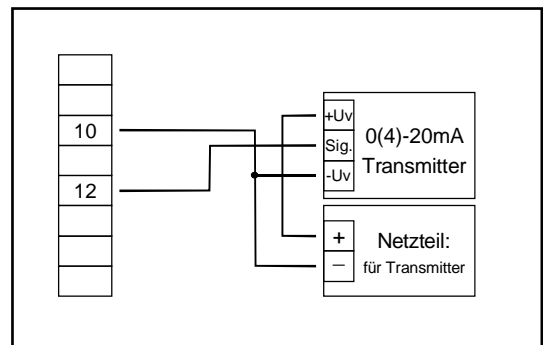 10
12
+Uv
Sig.
-Uv
0(4)-20mA
Transmitter
+
−
Netzteil:
für Transmitter